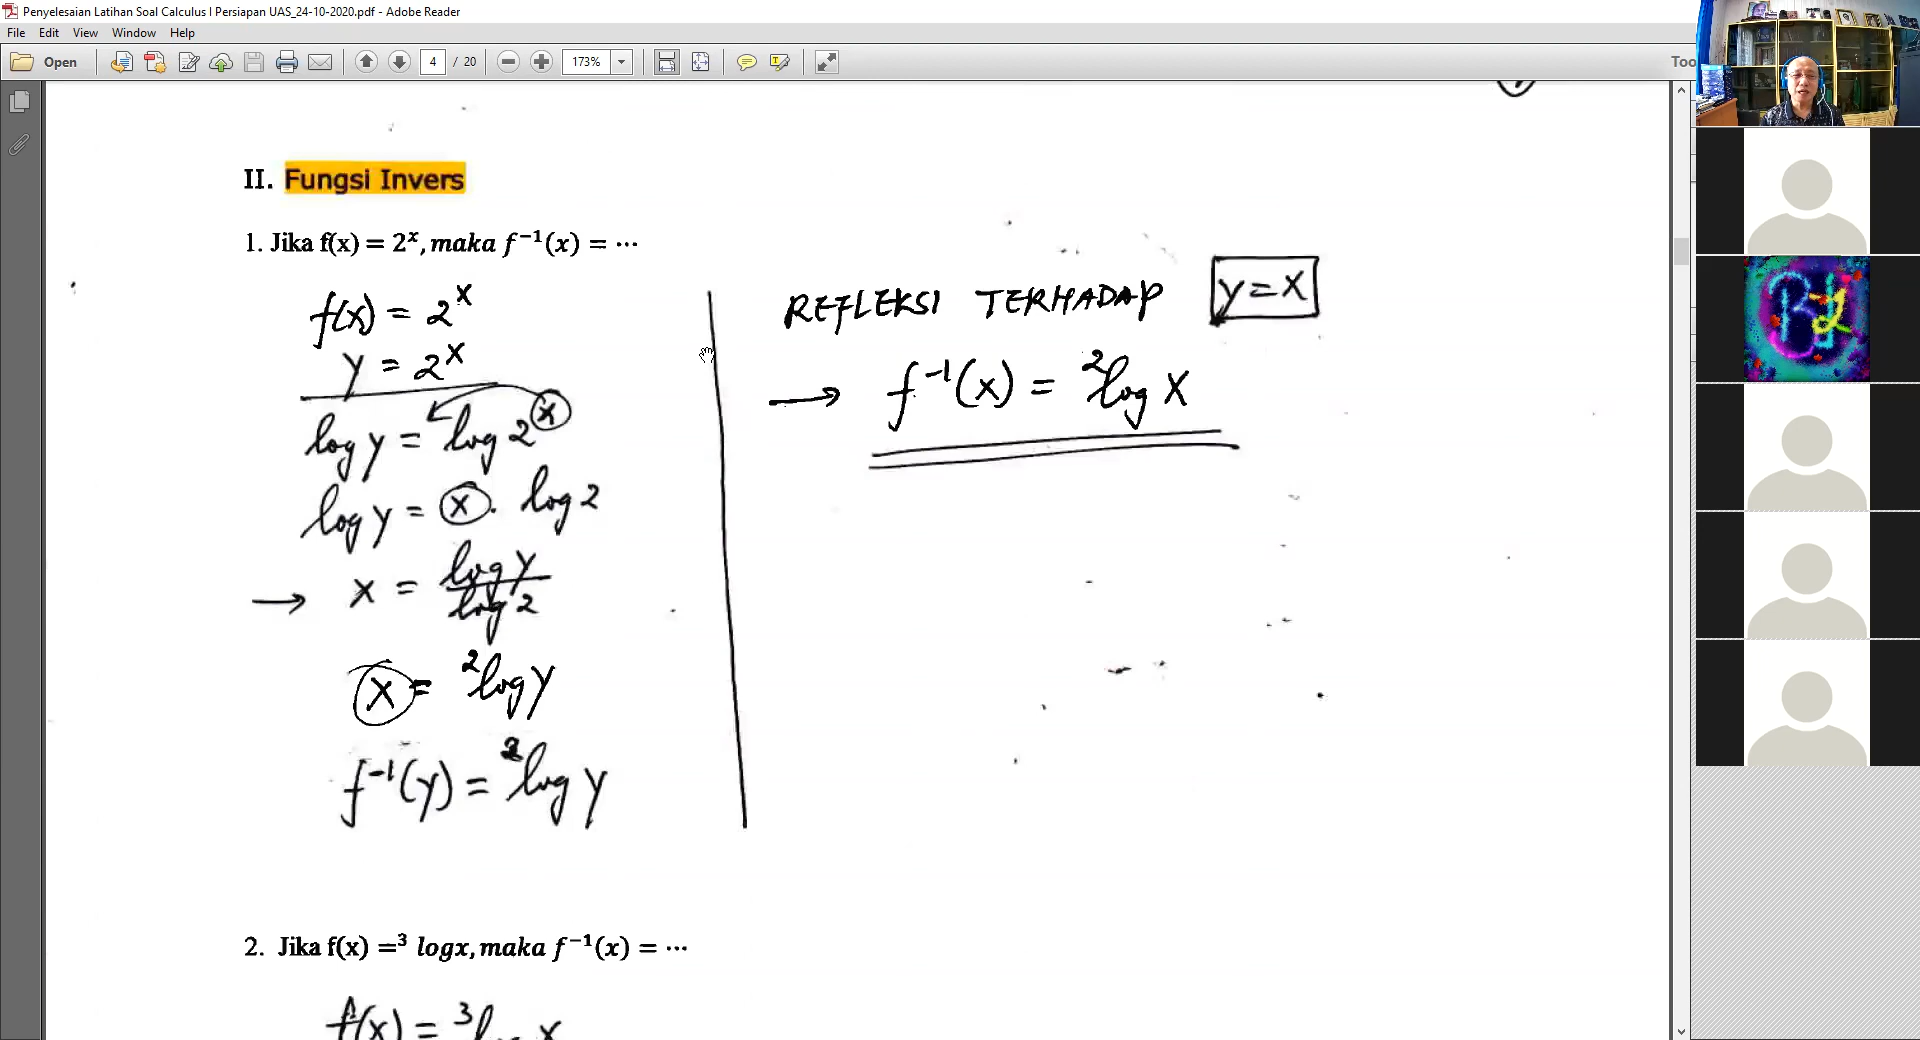 Penyelesaian Latihan Soal Calculus I Persiapan UAS_24-10-2020.pdf - Adobe Reader
File Edit View Window Help
Open 4 / 20 173% Too
II. Fungsi Invers
1. Jika f(x) = 2ˣ, maka f⁻¹(x) = ⋯
f(x) = 2ˣ
y = 2ˣ
log y = log 2ˣ
log y = x . log 2
→ x = log y / log 2
x = ²log y
f⁻¹(y) = ²log y
REFLEKSI TERHADAP y = x
→ f⁻¹(x) = ²log x
2. Jika f(x) =³ logx, maka f⁻¹(x) = ⋯
f(x) = ³log x